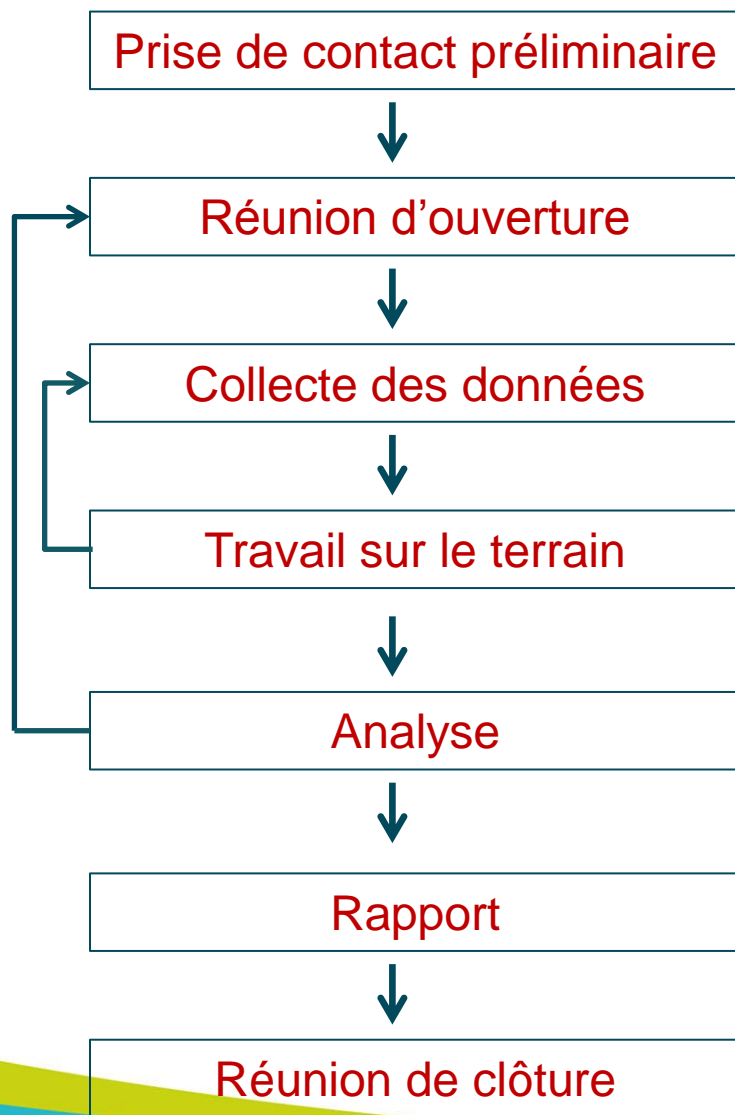 Prise de contact préliminaire
Réunion d’ouverture
Collecte des données
Travail sur le terrain
Analyse
Rapport
Réunion de clôture